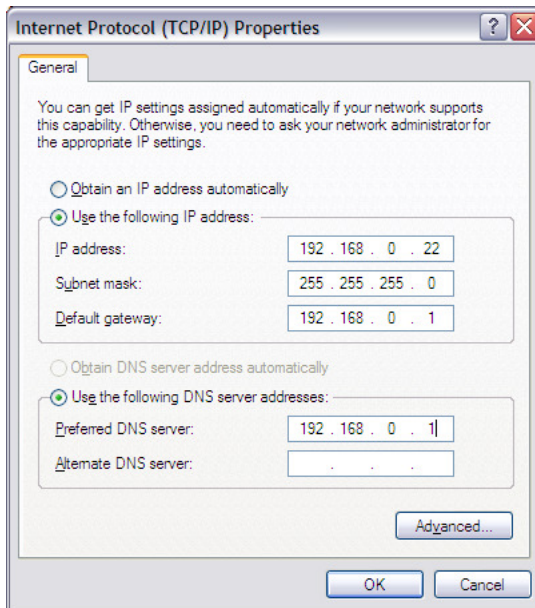 Internet Protocol (TCP/IP) Properties
General
You can get IP settings assigned automatically if your network supports
this capability. Otherwise, you need to ask your network administrator for
the appropriate IP settings.
Obtain an IP address automatically
Use the following IP address:
IP address: 192 . 168 . 0 . 22
Subnet mask: 255 . 255 . 255 . 0
Default gateway: 192 . 168 . 0 . 1
Obtain DNS server address automatically
Use the following DNS server addresses:
Preferred DNS server: 192 . 168 . 0 . 1
Alternate DNS server: . . .
Advanced...
OK Cancel